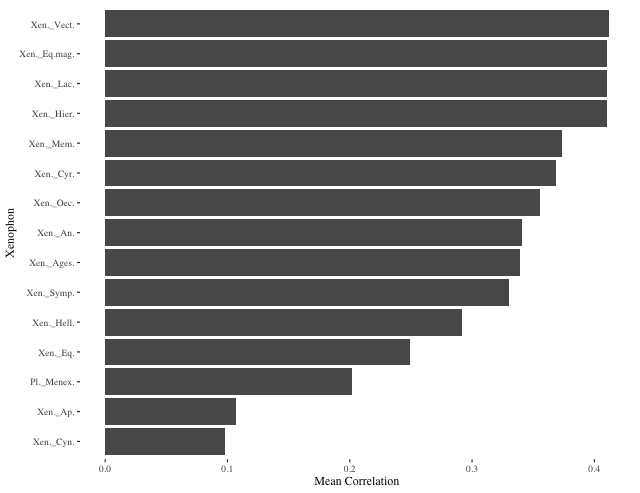 Xenophon
Xen._Vect.
Xen._Eq.mag.
Xen._Lac.
Xen._Hier.
Xen._Mem.
Xen._Cyr.
Xen._Oec.
Xen._An.
Xen._Ages.
Xen._Symp.
Xen._Hell.
Xen._Eq.
Pl._Menex.
Xen._Ap.
Xen._Cyn.
0.0 0.1 0.2 0.3 0.4
Mean Correlation